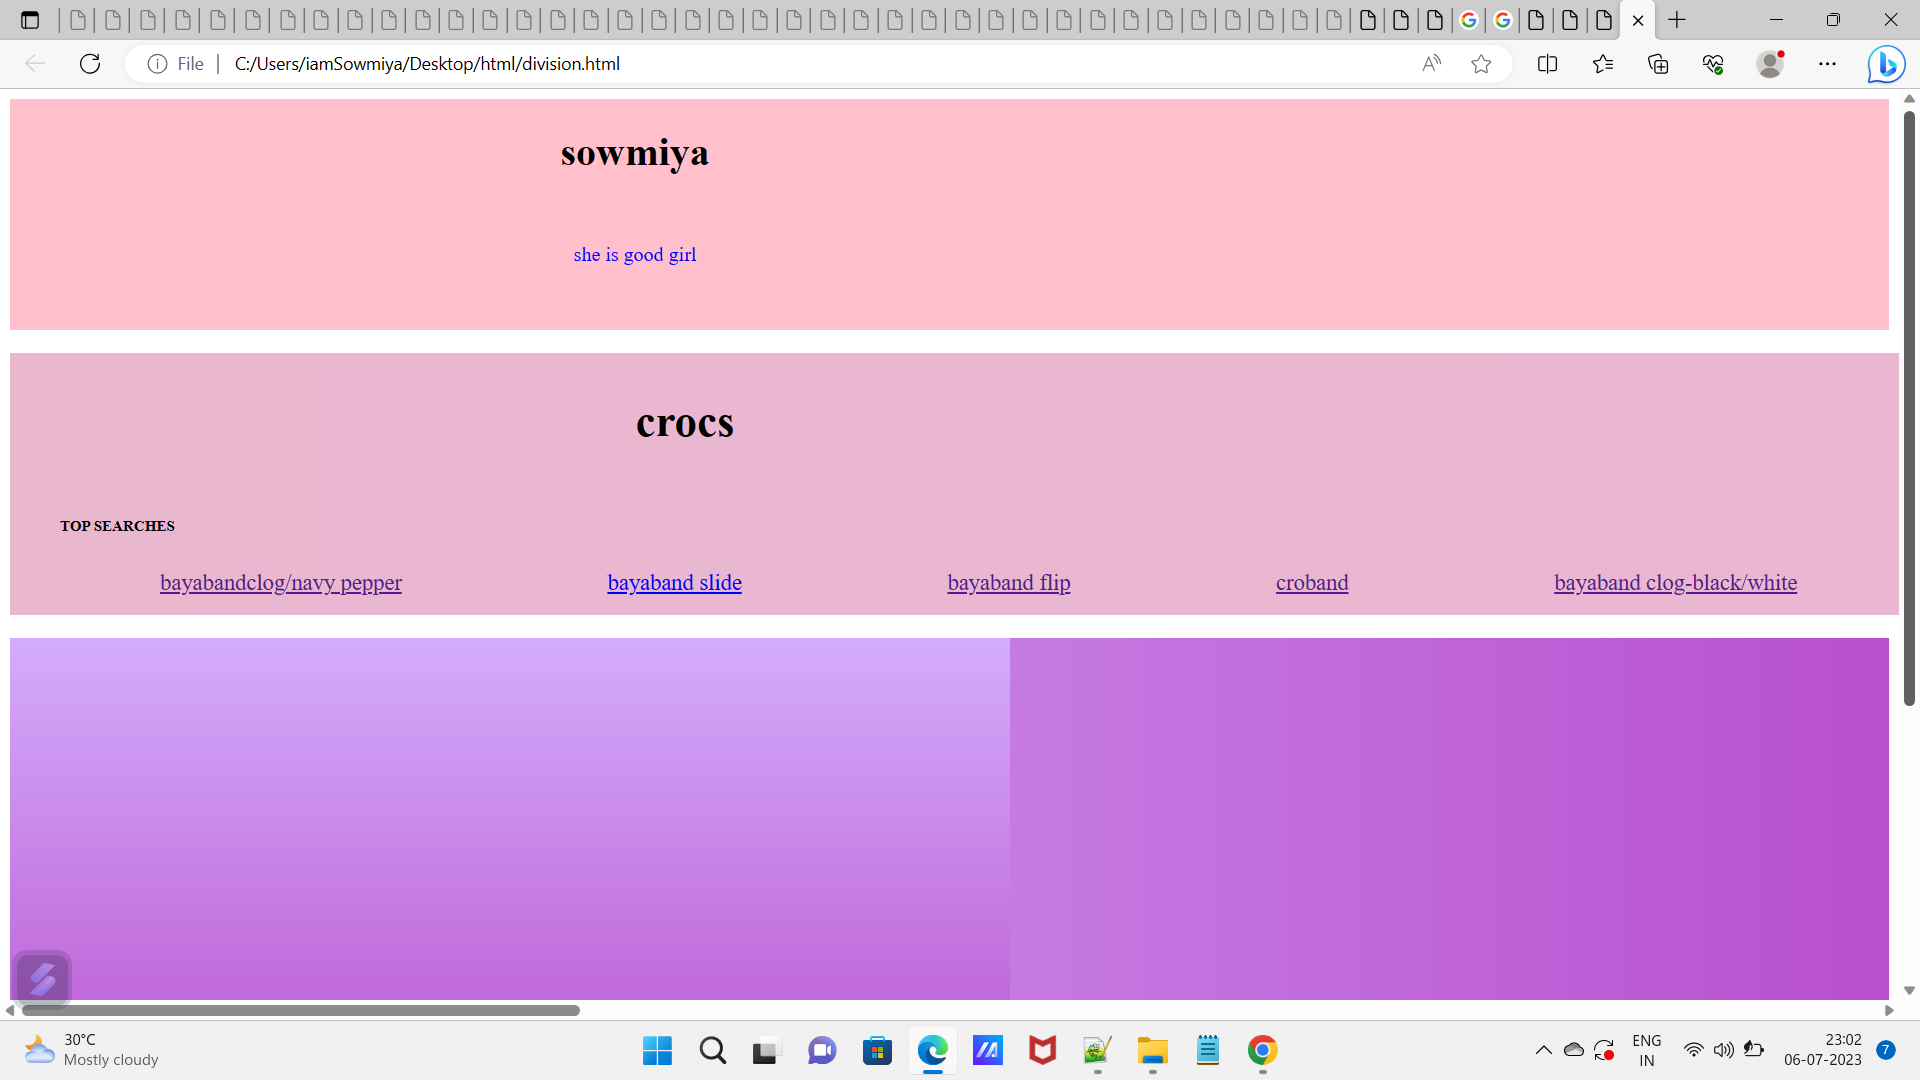 File
C:/Users/iamSowmiya/Desktop/html/division.html
sowmiya
she is good girl
crocs
TOP SEARCHES
bayabandclog/navy pepper bayaband slide bayaband flip croband bayaband clog-black/white
30°C
Mostly cloudy
ENG
IN
23:02
06-07-2023
7